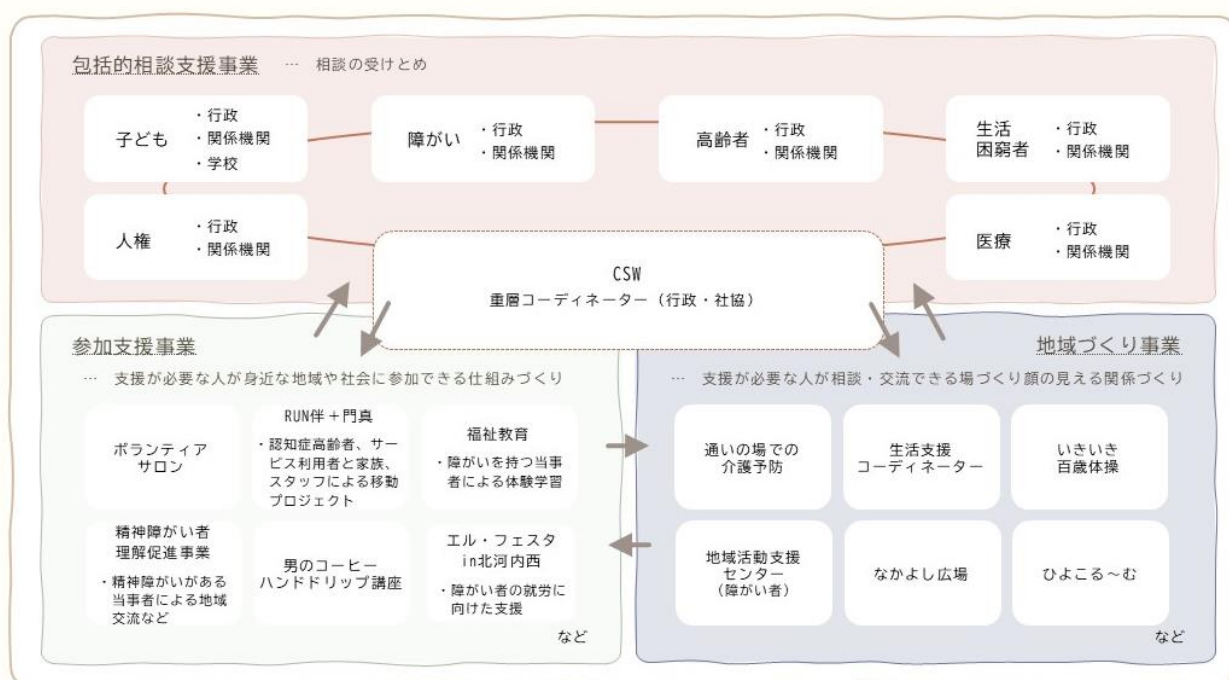 包括的相談支援事業 … 相談の受けとめ
子ども
・行政
・関係機関
・学校
障がい
・行政
・関係機関
高齢者
・行政
・関係機関
生活
困窮者
・行政
・関係機関
人権
・行政
・関係機関
医療
・行政
・関係機関
CSW
重層コーディネーター（行政・社協）
参加支援事業
… 支援が必要な人が身近な地域や社会に参加できる仕組みづくり
ボランティア
サロン
RUN伴＋門真
・認知症高齢者、サー
ビス利用者と家族、
スタッフによる移動
プロジェクト
福祉教育
・障がいを持つ当事
者による体験学習
精神障がい者
理解促進事業
・精神障がいがある
当事者による地域
交流など
男のコーヒー
ハンドドリップ講座
エル・フェスタ
in北河内西
・障がい者の就労に
向けた支援
など
地域づくり事業
… 支援が必要な人が相談・交流できる場づくり顔の見える関係づくり
通いの場での
介護予防
生活支援
コーディネーター
いきいき
百歳体操
地域活動支援
センター
（障がい者）
なかよし広場
ひよこる～む
など